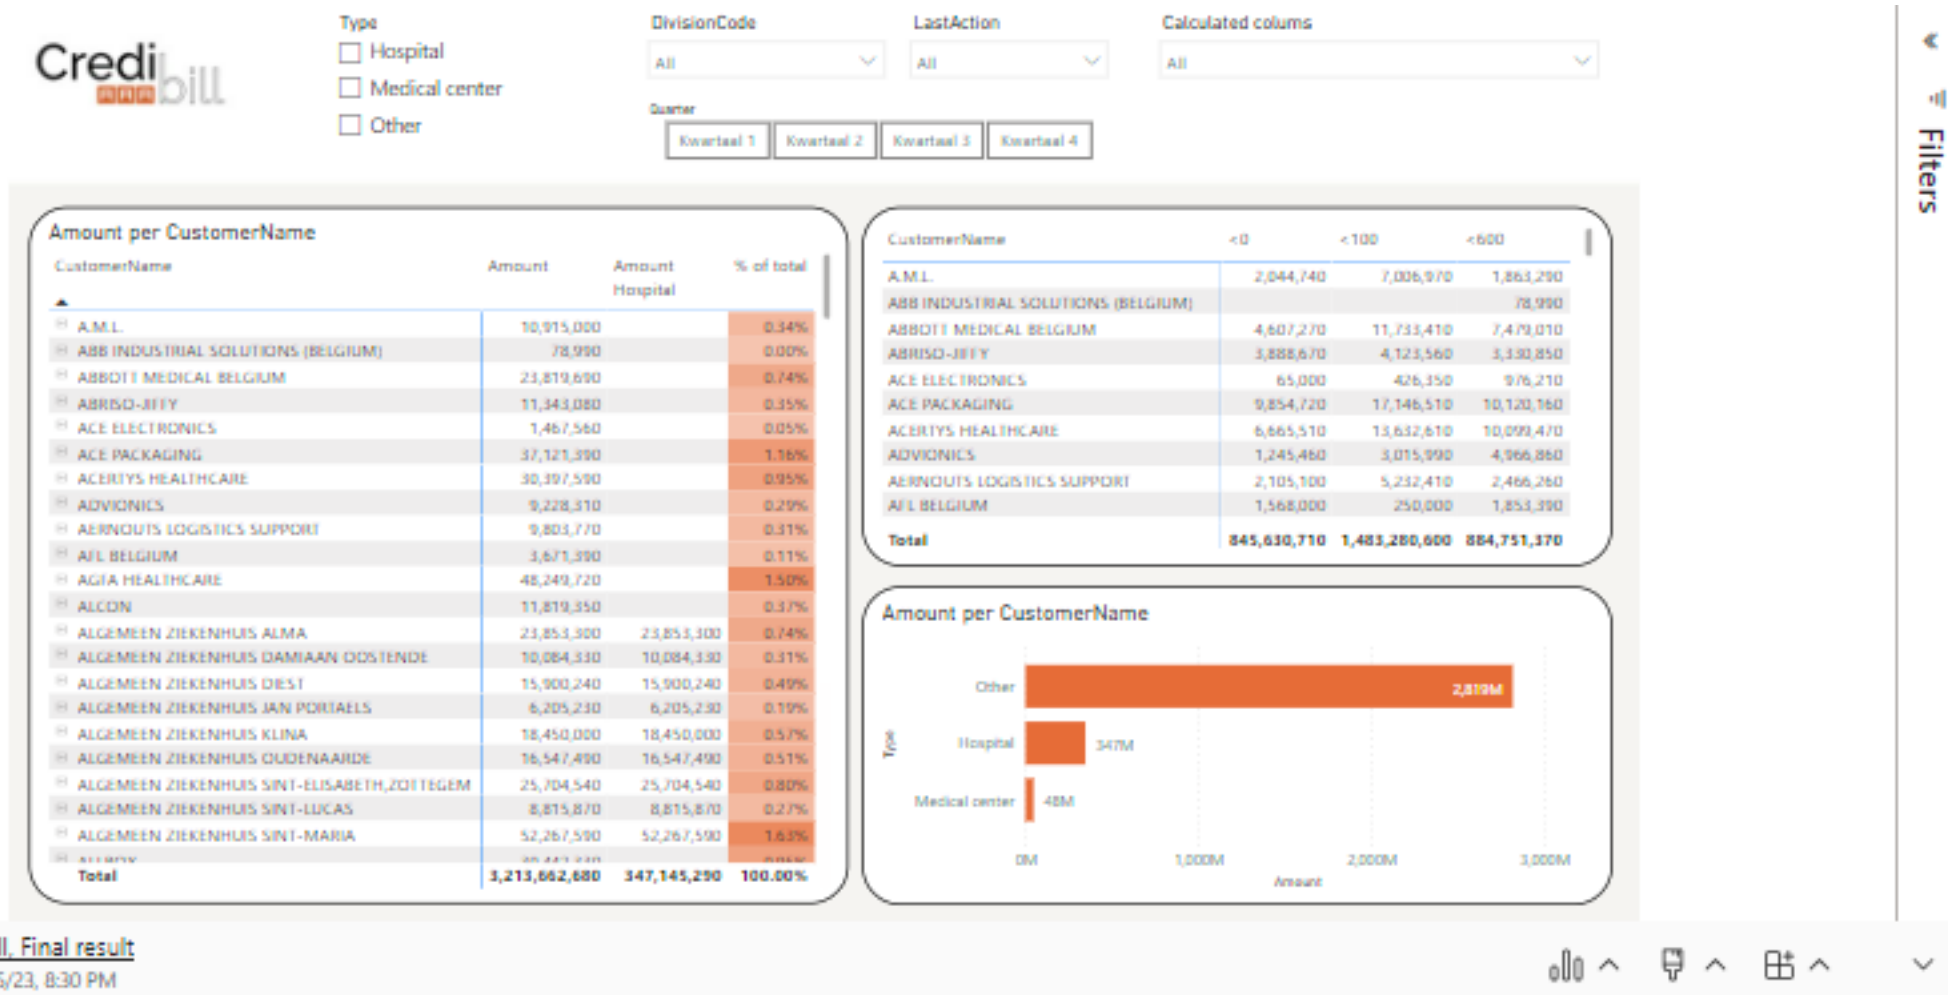 Credi bill
Type
Hospital
Medical center
Other
DivisionCode
All
LastAction
All
Calculated colums
All
Quarter
Kwartaal 1 Kwartaal 2 Kwartaal 3 Kwartaal 4
Filters
Amount per CustomerName
CustomerName Amount Amount Hospital % of total
A.M.L. 10,915,000 0.34%
ABB INDUSTRIAL SOLUTIONS (BELGIUM) 78,990 0.00%
ABBOTT MEDICAL BELGIUM 23,819,690 0.74%
ABRISO-JIFFY 11,343,080 0.35%
ACE ELECTRONICS 1,467,560 0.05%
ACE PACKAGING 37,121,390 1.16%
ACERTYS HEALTHCARE 30,397,590 0.95%
ADVIONICS 9,228,310 0.29%
AERNOUTS LOGISTICS SUPPORT 9,803,770 0.31%
AFL BELGIUM 3,671,390 0.11%
AGFA HEALTHCARE 48,249,720 1.50%
ALCON 11,819,350 0.37%
ALGEMEEN ZIEKENHUIS ALMA 23,853,300 23,853,300 0.74%
ALGEMEEN ZIEKENHUIS DAMIAAN OOSTENDE 10,084,330 10,084,330 0.31%
ALGEMEEN ZIEKENHUIS DIEST 15,900,240 15,900,240 0.49%
ALGEMEEN ZIEKENHUIS JAN PORTAELS 6,205,230 6,205,230 0.19%
ALGEMEEN ZIEKENHUIS KLINA 18,450,000 18,450,000 0.57%
ALGEMEEN ZIEKENHUIS OUDENAARDE 16,547,490 16,547,490 0.51%
ALGEMEEN ZIEKENHUIS SINT-ELISABETH,ZOTTEGEM 25,704,540 25,704,540 0.80%
ALGEMEEN ZIEKENHUIS SINT-LUCAS 8,815,870 8,815,870 0.27%
ALGEMEEN ZIEKENHUIS SINT-MARIA 52,267,590 52,267,590 1.63%
Total 3,213,662,680 347,145,290 100.00%
CustomerName <0 <100 <600
A.M.L. 2,044,740 7,006,970 1,863,290
ABB INDUSTRIAL SOLUTIONS (BELGIUM) 78,990
ABBOTT MEDICAL BELGIUM 4,607,270 11,733,410 7,479,010
ABRISO-JIFFY 3,888,670 4,123,560 3,330,850
ACE ELECTRONICS 65,000 426,350 976,210
ACE PACKAGING 9,854,720 17,146,510 10,120,160
ACERTYS HEALTHCARE 6,665,510 13,632,610 10,099,470
ADVIONICS 1,245,460 3,015,990 4,966,860
AERNOUTS LOGISTICS SUPPORT 2,105,100 5,232,410 2,466,260
AFL BELGIUM 1,568,000 250,000 1,853,390
Total 845,630,710 1,483,280,600 884,751,370
Amount per CustomerName
Type
Other 2,819M
Hospital 347M
Medical center 48M
0M 1,000M 2,000M 3,000M
Amount
ll, Final result
5/23, 8:30 PM